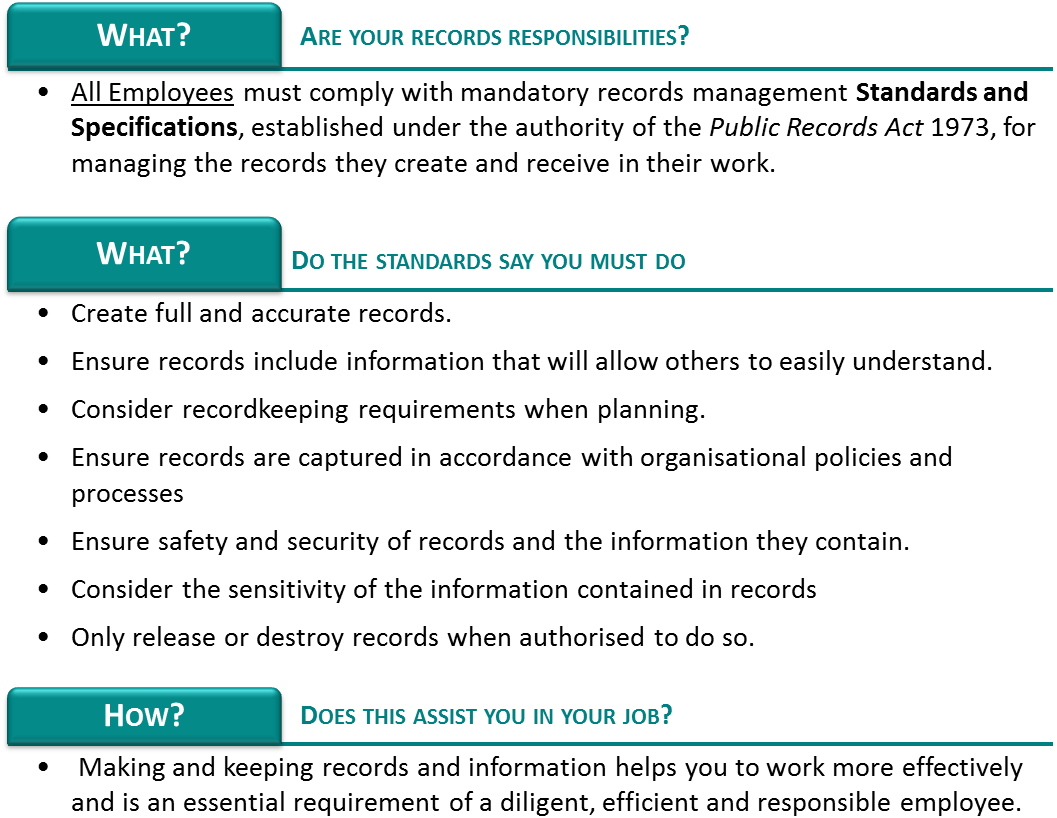 WHAT? ARE YOUR RECORDS RESPONSIBILITIES?
• All Employees must comply with mandatory records management Standards and
Specifications, established under the authority of the Public Records Act 1973, for
managing the records they create and receive in their work.
WHAT? DO THE STANDARDS SAY YOU MUST DO
• Create full and accurate records.
• Ensure records include information that will allow others to easily understand.
• Consider recordkeeping requirements when planning.
• Ensure records are captured in accordance with organisational policies and
processes
• Ensure safety and security of records and the information they contain.
• Consider the sensitivity of the information contained in records
• Only release or destroy records when authorised to do so.
HOW? DOES THIS ASSIST YOU IN YOUR JOB?
• Making and keeping records and information helps you to work more effectively
and is an essential requirement of a diligent, efficient and responsible employee.